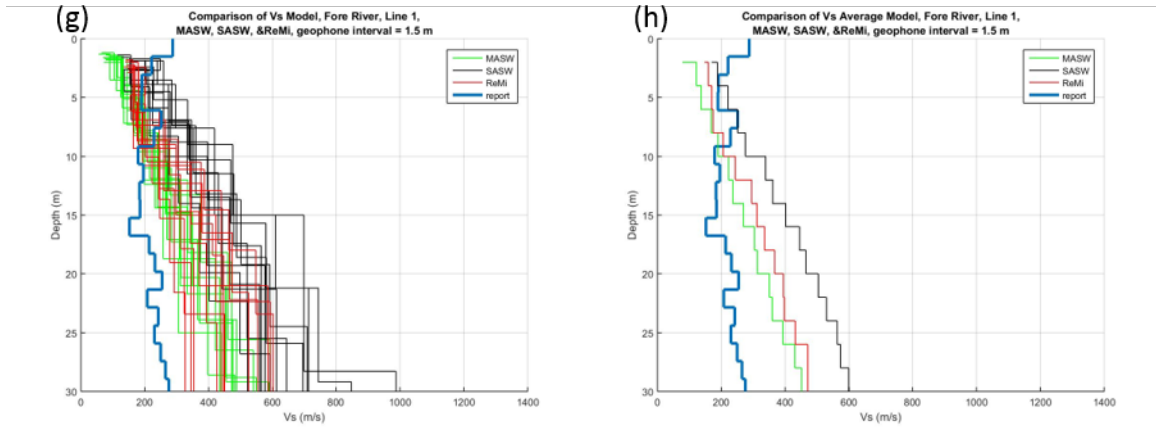 (g)
Comparison of Vs Model, Fore River, Line 1,
MASW, SASW, &ReMi, geophone interval = 1.5 m
MASW
SASW
ReMi
report
0
5
10
15
20
25
30
Depth (m)
0 200 400 600 800 1000 1200 1400
Vs (m/s)
(h)
Comparison of Vs Average Model, Fore River, Line 1,
MASW, SASW, &ReMi, geophone interval = 1.5 m
MASW
SASW
ReMi
report
0
5
10
15
20
25
30
Depth (m)
0 200 400 600 800 1000 1200 1400
Vs (m/s)